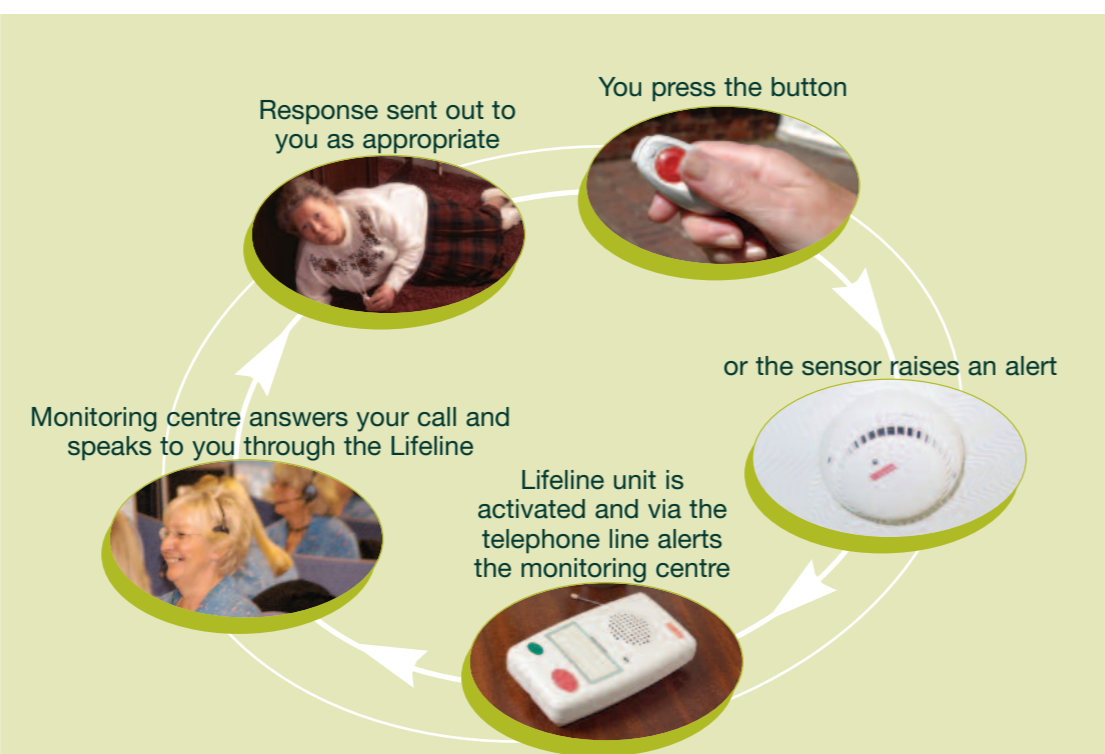 You press the button
or the sensor raises an alert
Lifeline unit is
activated and via the
telephone line alerts
the monitoring centre
Monitoring centre answers your call and
speaks to you through the Lifeline
Response sent out to
you as appropriate